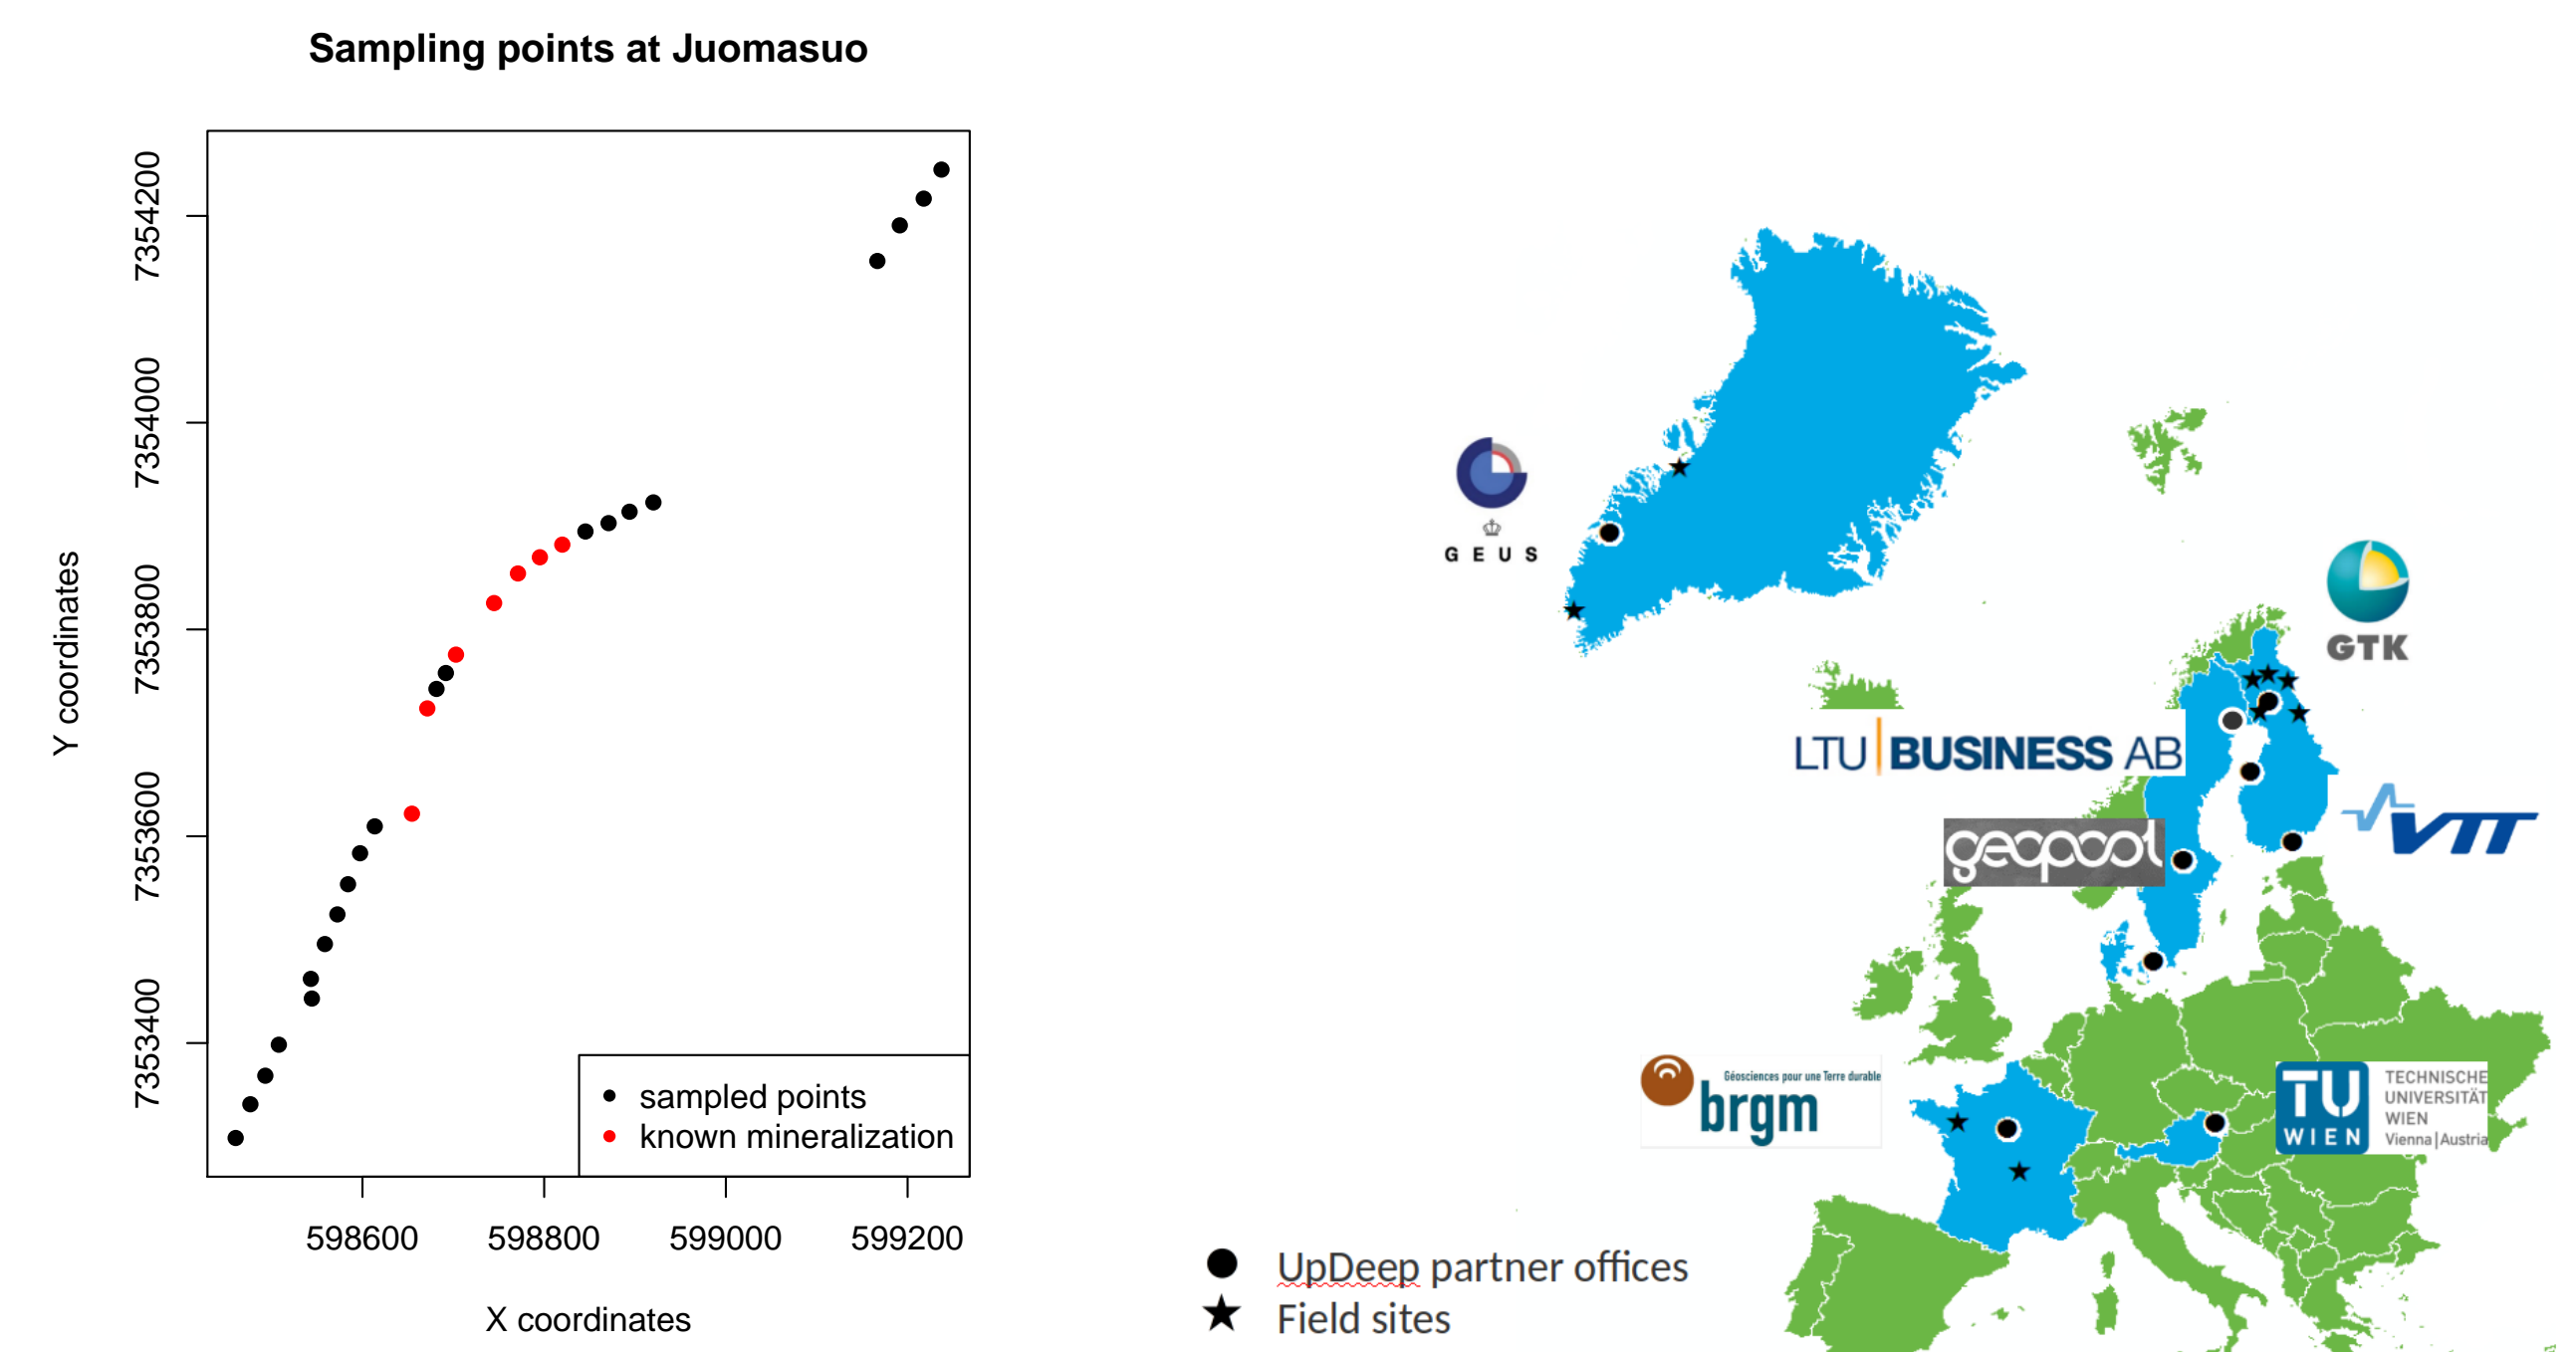 Sampling points at Juomasuo
Y coordinates
7354200
7354000
7353800
7353600
7353400
sampled points
known mineralization
598600 598800 599000 599200
X coordinates
GEUS
GTK
LTU BUSINESS AB
geopool
VTT
Géosciences pour une Terre durable
brgm
TU
WIEN
TECHNISCHE
UNIVERSITÄT
WIEN
Vienna | Austria
UpDeep partner offices
Field sites